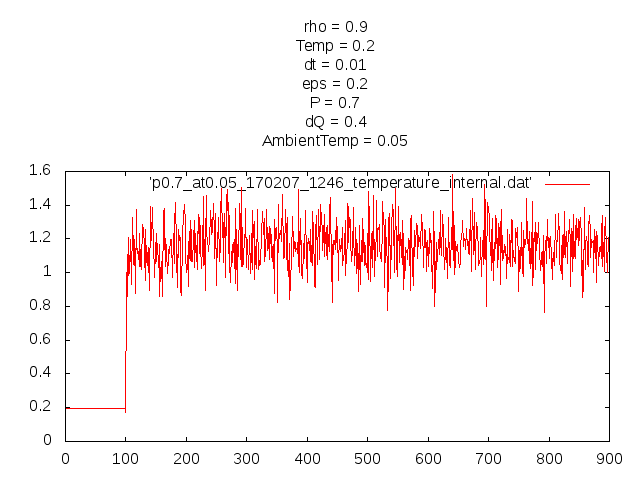 rho = 0.9
Temp = 0.2
dt = 0.01
eps = 0.2
P = 0.7
dQ = 0.4
AmbientTemp = 0.05
'p0.7_at0.05_170207_1246_temperature_internal.dat'
1.6
1.4
1.2
1
0.8
0.6
0.4
0.2
0
0 100 200 300 400 500 600 700 800 900